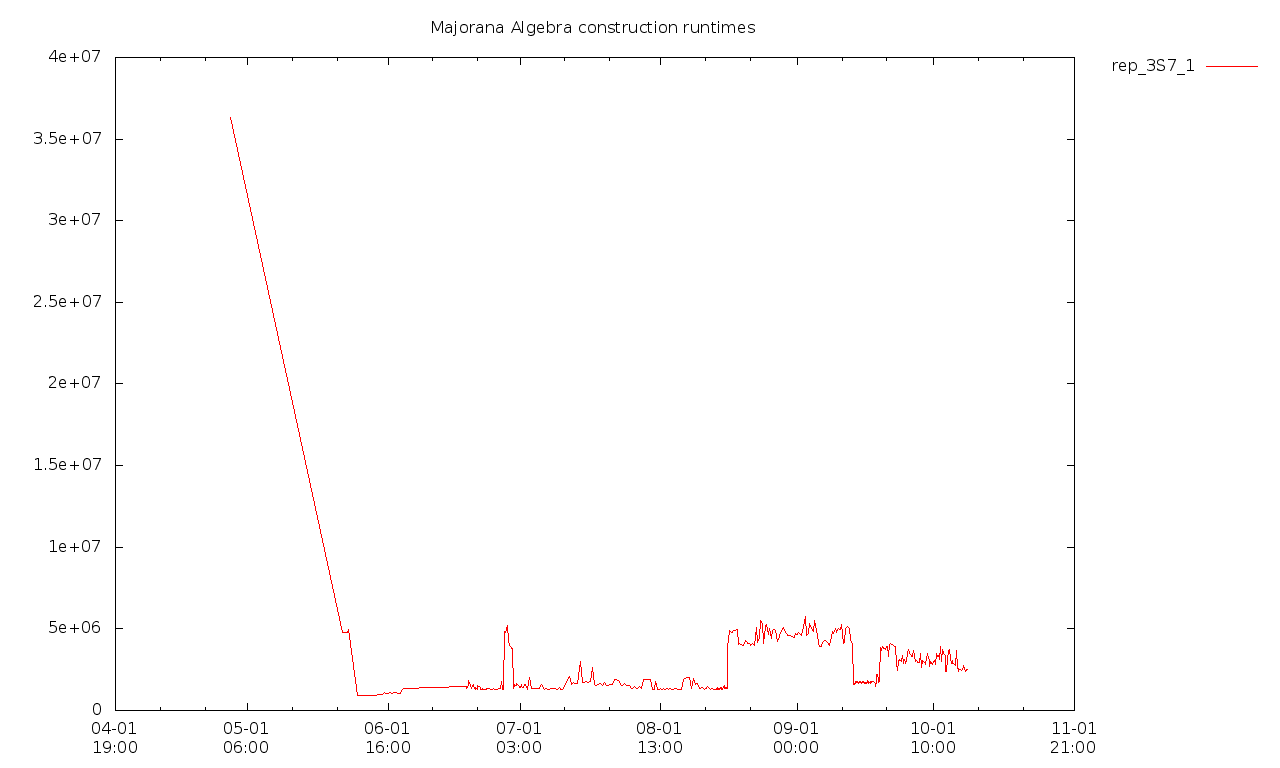 Majorana Algebra construction runtimes
rep_3S7_1
4e+07
3.5e+07
3e+07
2.5e+07
2e+07
1.5e+07
1e+07
5e+06
0
04-01 05-01 06-01 07-01 08-01 09-01 10-01 11-01
19:00 06:00 16:00 03:00 13:00 00:00 10:00 21:00